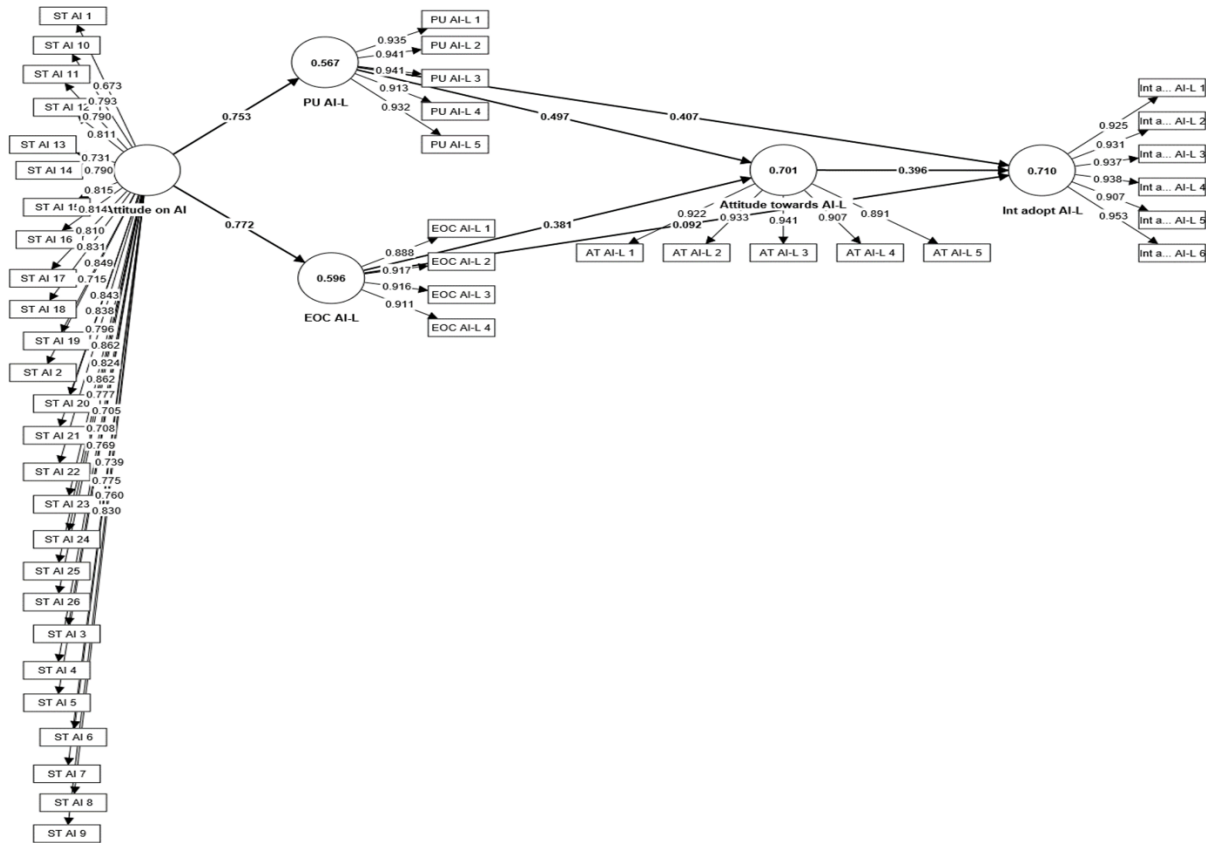 ST AI 1
ST AI 10
ST AI 11
ST AI 12
ST AI 13
ST AI 14
ST AI 15
ST AI 16
ST AI 17
ST AI 18
ST AI 19
ST AI 2
ST AI 20
ST AI 21
ST AI 22
ST AI 23
ST AI 24
ST AI 25
ST AI 26
ST AI 3
ST AI 4
ST AI 5
ST AI 6
ST AI 7
ST AI 8
ST AI 9
0.673
0.793
0.790
0.811
0.731
0.790
0.815
0.814
0.810
0.831
0.849
0.715
0.843
0.838
0.796
0.862
0.824
0.862
0.777
0.705
0.708
0.769
0.739
0.775
0.760
0.830
Attitude on AI
0.753
0.772
0.567
PU AI-L
0.935
0.941
0.941
0.913
0.932
PU AI-L 1
PU AI-L 2
PU AI-L 3
PU AI-L 4
PU AI-L 5
0.596
EOC AI-L
0.888
0.917
0.916
0.911
EOC AI-L 1
EOC AI-L 2
EOC AI-L 3
EOC AI-L 4
0.497
0.407
0.381
0.092
0.701
Attitude towards AI-L
0.922
0.933
0.941
0.907
0.891
AT AI-L 1
AT AI-L 2
AT AI-L 3
AT AI-L 4
AT AI-L 5
0.396
0.710
Int adopt AI-L
0.925
0.931
0.937
0.938
0.907
0.953
Int a... AI-L 1
Int a... AI-L 2
Int a... AI-L 3
Int a... AI-L 4
Int a... AI-L 5
Int a... AI-L 6